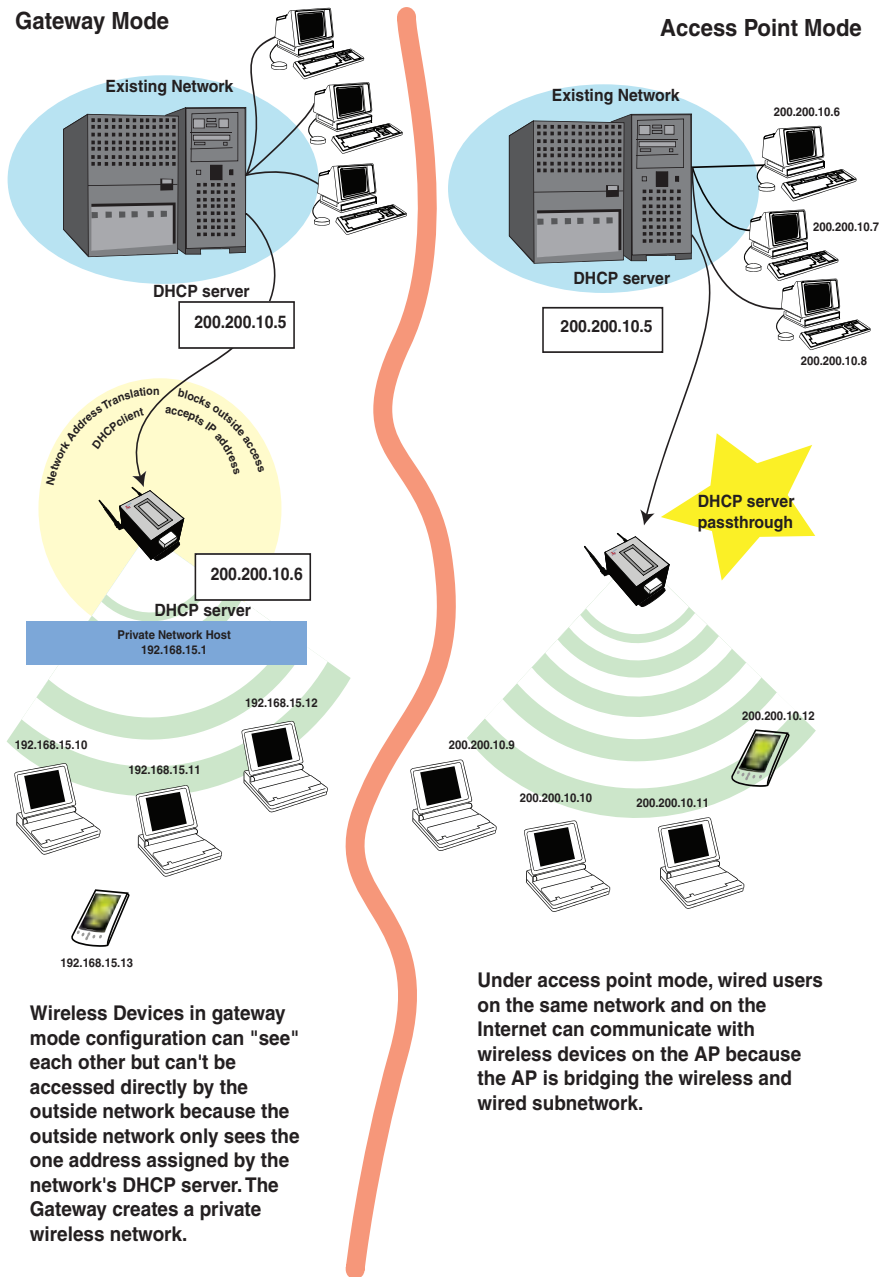 Gateway Mode
Existing Network
DHCP server
200.200.10.5
Network Address Translation
DHCPclient
blocks outside access
accepts IP address
200.200.10.6
DHCP server
Private Network Host
192.168.15.1
192.168.15.12
192.168.15.10
192.168.15.11
192.168.15.13
Wireless Devices in gateway
mode configuration can "see"
each other but can't be
accessed directly by the
outside network because the
outside network only sees the
one address assigned by the
network's DHCP server. The
Gateway creates a private
wireless network.
Access Point Mode
Existing Network
200.200.10.6
200.200.10.7
DHCP server
200.200.10.5
200.200.10.8
DHCP server
passthrough
200.200.10.12
200.200.10.9
200.200.10.10
200.200.10.11
Under access point mode, wired users
on the same network and on the
Internet can communicate with
wireless devices on the AP because
the AP is bridging the wireless and
wired subnetwork.